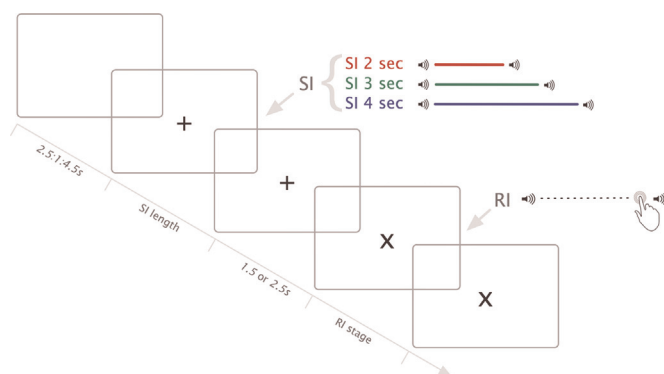 SI
SI 2 sec
SI 3 sec
SI 4 sec
+
+
RI
x
x
2.5:1:4.5s
SI length
1.5 or 2.5s
RI stage